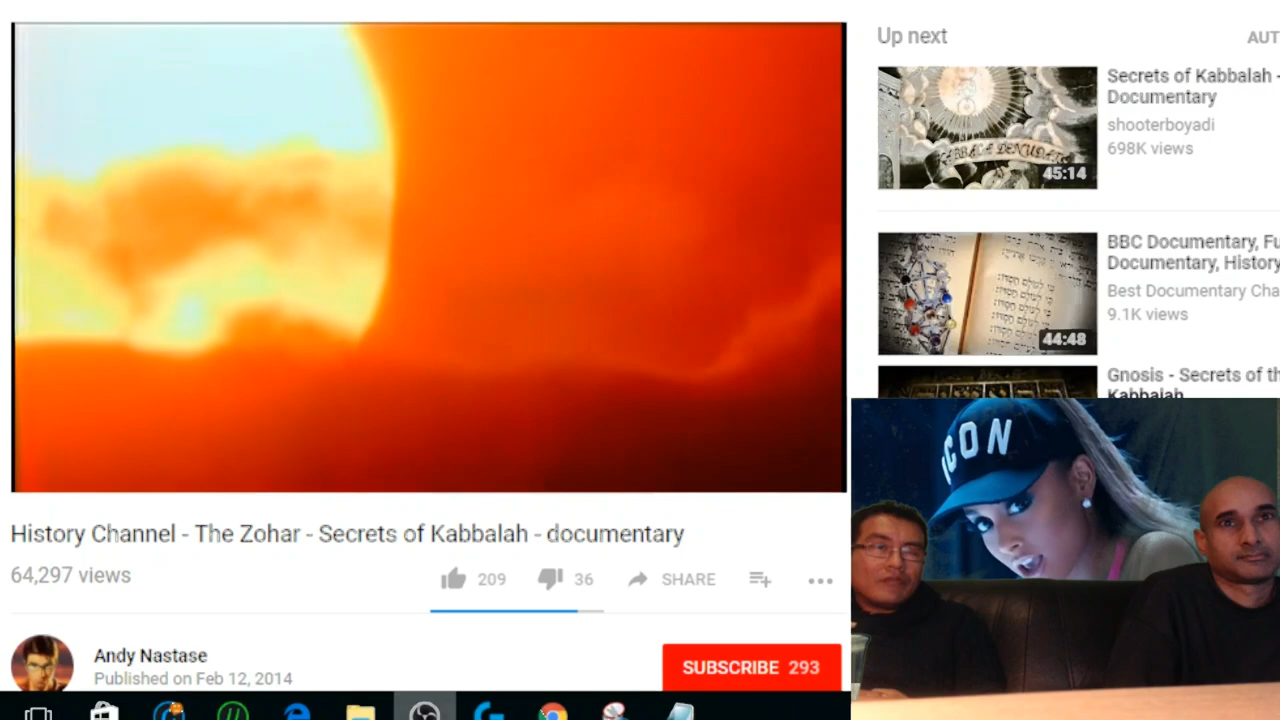 Up next
AUT
Secrets of Kabbalah -
Documentary
shooterboyadi
698K views
45:14
BBC Documentary, Fu
Documentary, History
Best Documentary Cha
9.1K views
44:48
Gnosis - Secrets of th
Kabbalah
ICON
History Channel - The Zohar - Secrets of Kabbalah - documentary
64,297 views
209
36
SHARE
Andy Nastase
Published on Feb 12, 2014
SUBSCRIBE 293